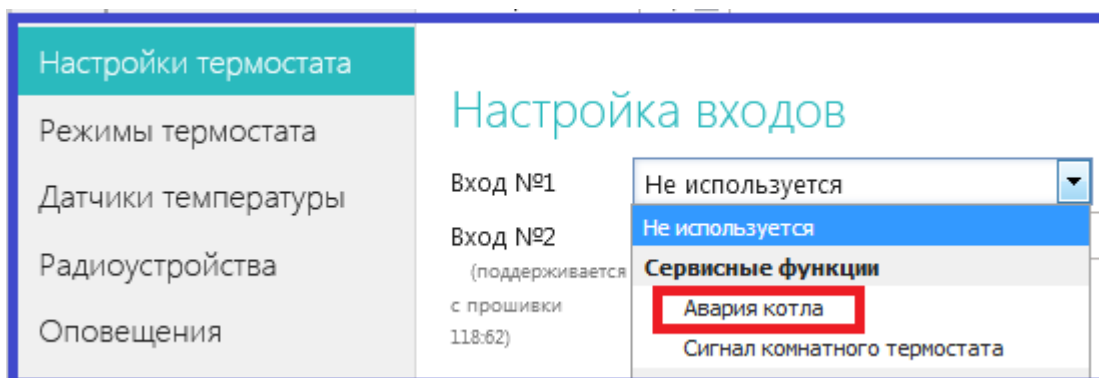 Настройки термостата
Режимы термостата
Датчики температуры
Радиоустройства
Оповещения
Настройка входов
Вход №1
Не используется
Вход №2
(поддерживается
с прошивки
118:62)
Не используется
Сервисные функции
Авария котла
Сигнал комнатного термостата